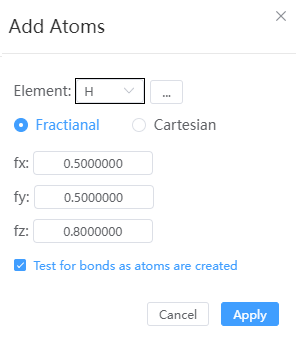 Add Atoms
Element: H ...
Fractianal Cartesian
fx: 0.5000000
fy: 0.5000000
fz: 0.8000000
Test for bonds as atoms are created
Cancel Apply